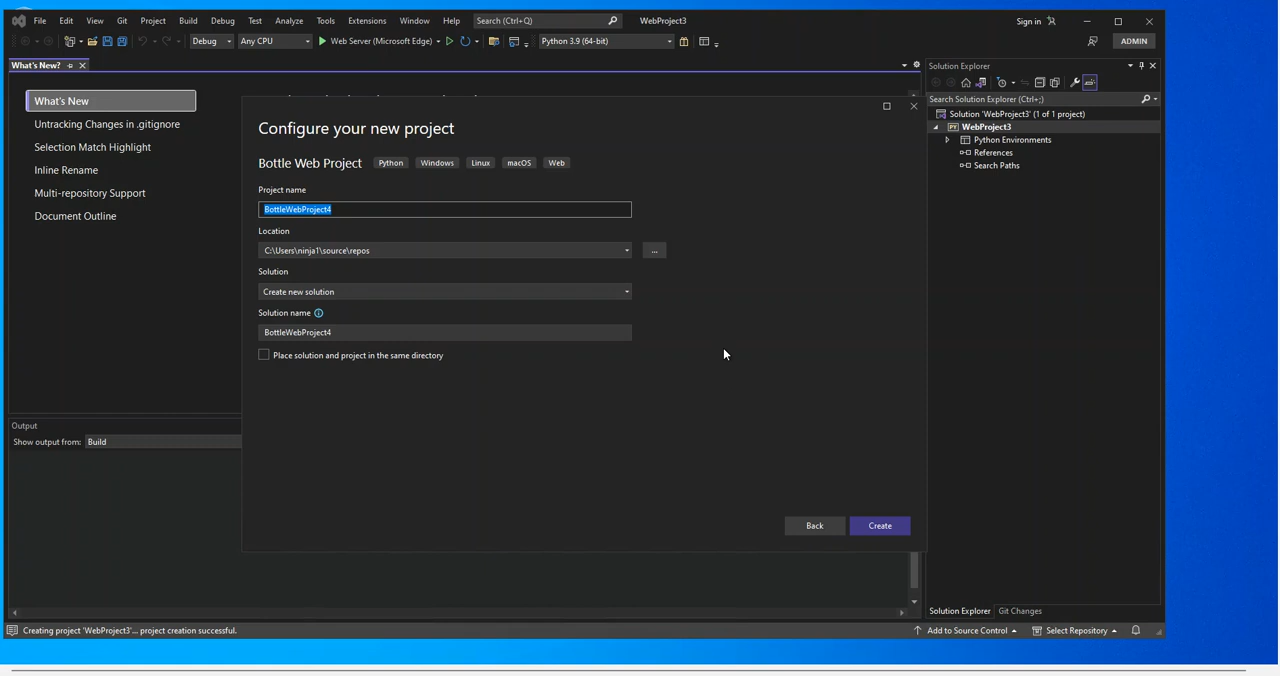 File Edit View Git Project Build Debug Test Analyze Tools Extensions Window Help Search (Ctrl+Q) WebProject3 Sign in
Debug Any CPU Web Server (Microsoft Edge) Python 3.9 (64-bit) ADMIN
What's New?
What's New
Untracking Changes in .gitignore
Selection Match Highlight
Inline Rename
Multi-repository Support
Document Outline
Configure your new project
Bottle Web Project Python Windows Linux macOS Web
Project name
BottleWebProject4
Location
C:\Users\ninja1\source\repos ...
Solution
Create new solution
Solution name
BottleWebProject4
Place solution and project in the same directory
Back Create
Output
Show output from: Build
Solution Explorer
Search Solution Explorer (Ctrl+;)
Solution 'WebProject3' (1 of 1 project)
PY WebProject3
Python Environments
References
Search Paths
Solution Explorer Git Changes
Creating project 'WebProject3'... project creation successful. Add to Source Control Select Repository